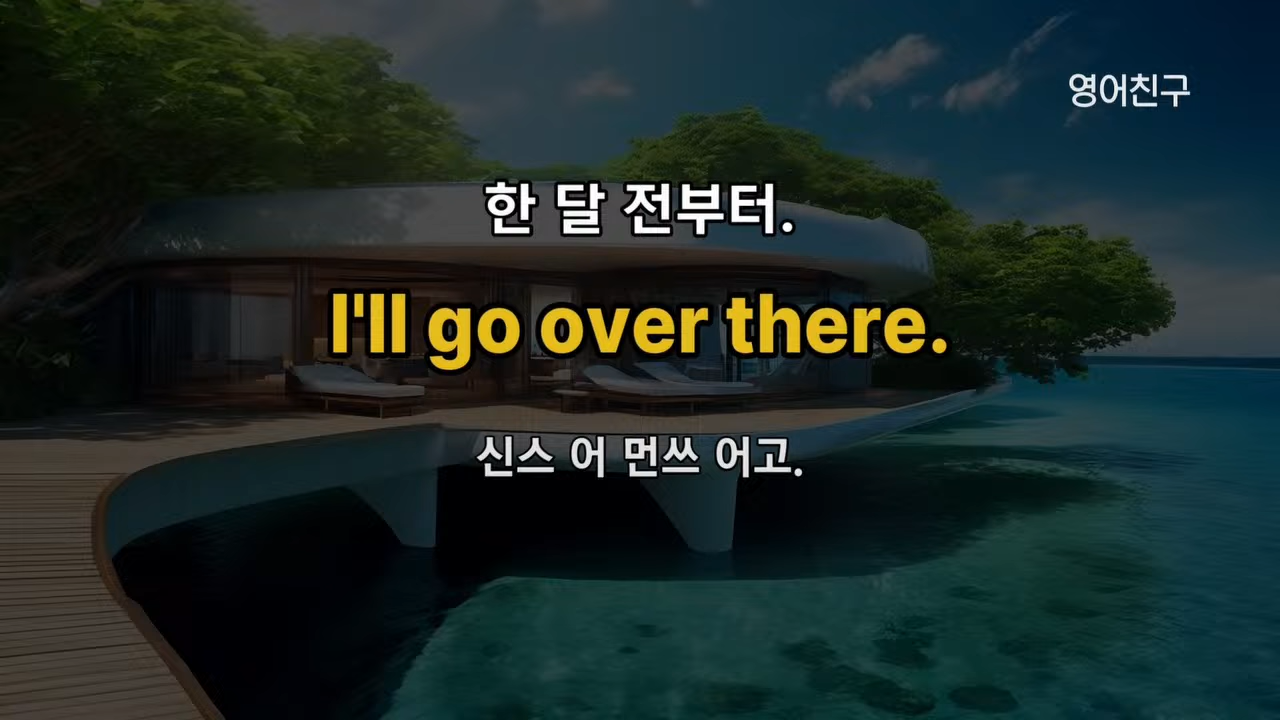 영어친구
한 달 전부터.
I'll go over there.
신스 어 먼쓰 어고.